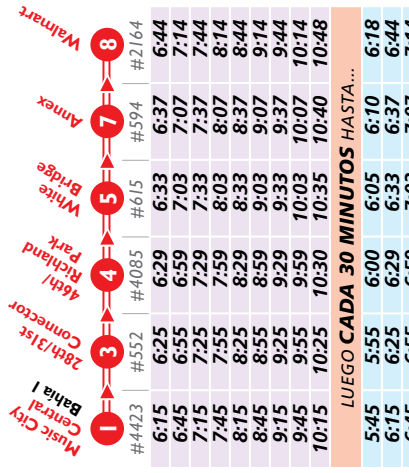 Music City
Central
Bahia I
28th/31st
Connector
46th/
Richland
Park
White
Bridge
Annex
Walmart
1 3 4 5 7 8
#4423 #552 #4085 #615 #594 #2164
6:15 6:25 6:29 6:33 6:37 6:44
6:45 6:55 6:59 7:03 7:07 7:14
7:15 7:25 7:29 7:33 7:37 7:44
7:45 7:55 7:59 8:03 8:07 8:14
8:15 8:25 8:29 8:33 8:37 8:44
8:45 8:55 8:59 9:03 9:07 9:14
9:15 9:25 9:29 9:33 9:37 9:44
9:45 9:55 9:59 10:03 10:07 10:14
10:15 10:25 10:30 10:35 10:40 10:48
LUEGO CADA 30 MINUTOS HASTA...
5:45 5:55 6:00 6:05 6:10 6:18
6:15 6:25 6:29 6:33 6:37 6:44